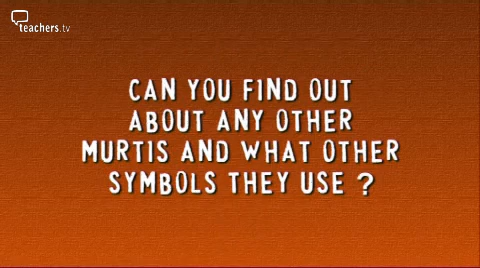 teachers.tv
CAN YOU FIND OUT
ABOUT ANY OTHER
MURTIS AND WHAT OTHER
SYMBOLS THEY USE ?